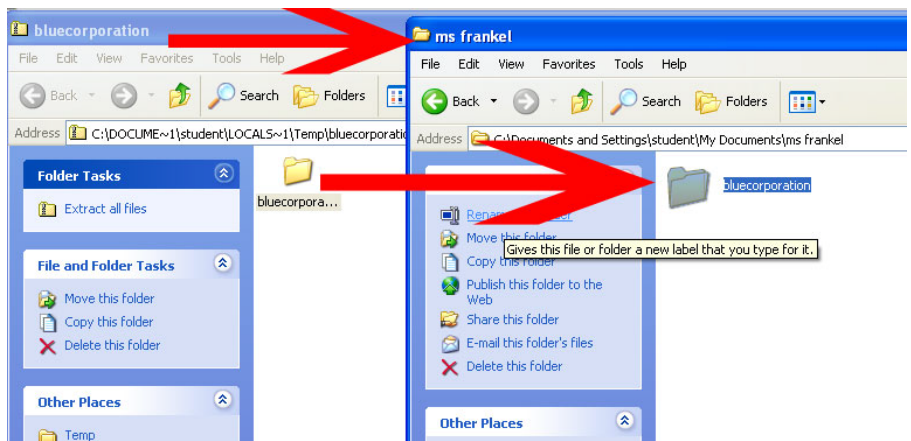 bluecorporation
File Edit View Favorites Tools Help
Back Search Folders
Address C:\DOCUME~1\student\LOCALS~1\Temp\bluecorporatio
Folder Tasks
Extract all files
File and Folder Tasks
Move this folder
Copy this folder
Delete this folder
Other Places
Temp
bluecorpora...
ms frankel
File Edit View Favorites Tools Help
Back Search Folders
Address C:\Documents and Settings\student\My Documents\ms frankel
Move this folder
Gives this file or folder a new label that you type for it.
Copy this folder
Publish this folder to the
Web
Share this folder
E-mail this folder's files
Delete this folder
Other Places
bluecorporation